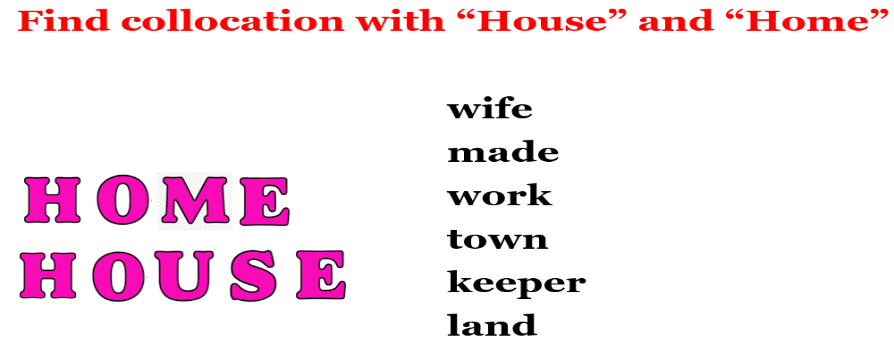 Find collocation with “House” and “Home”
HOME
HOUSE
wife
made
work
town
keeper
land